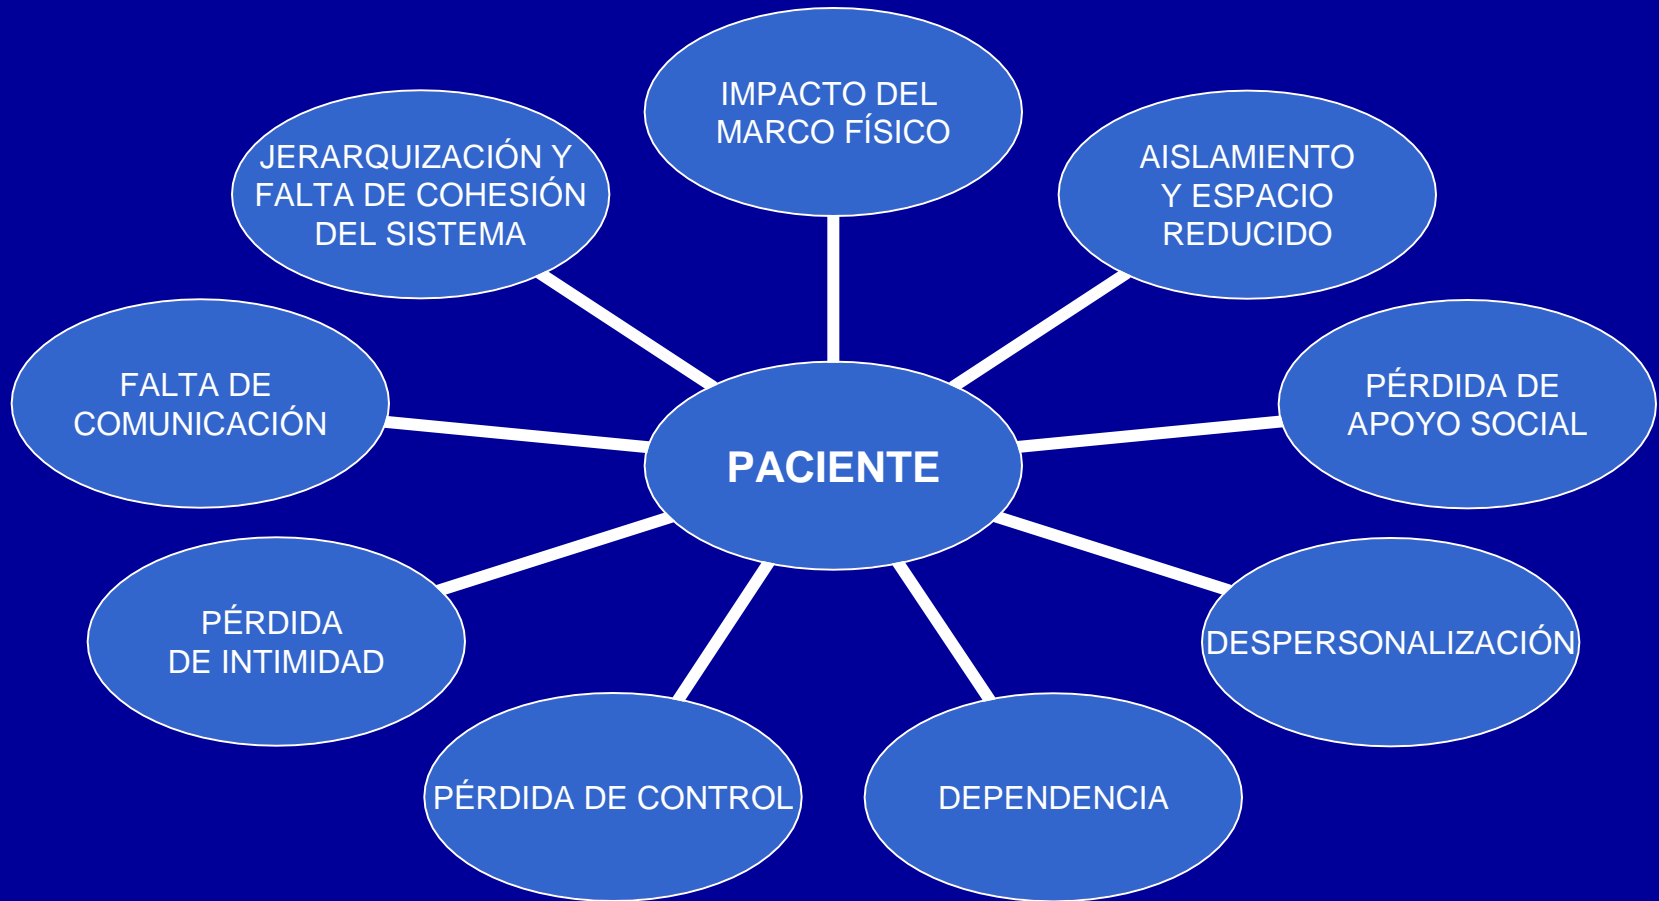 IMPACTO DEL
MARCO FÍSICO
JERARQUIZACIÓN Y
FALTA DE COHESIÓN
DEL SISTEMA
AISLAMIENTO
Y ESPACIO
REDUCIDO
FALTA DE
COMUNICACIÓN
PÉRDIDA DE
APOYO SOCIAL
PACIENTE
PÉRDIDA
DE INTIMIDAD
DESPERSONALIZACIÓN
PÉRDIDA DE CONTROL
DEPENDENCIA